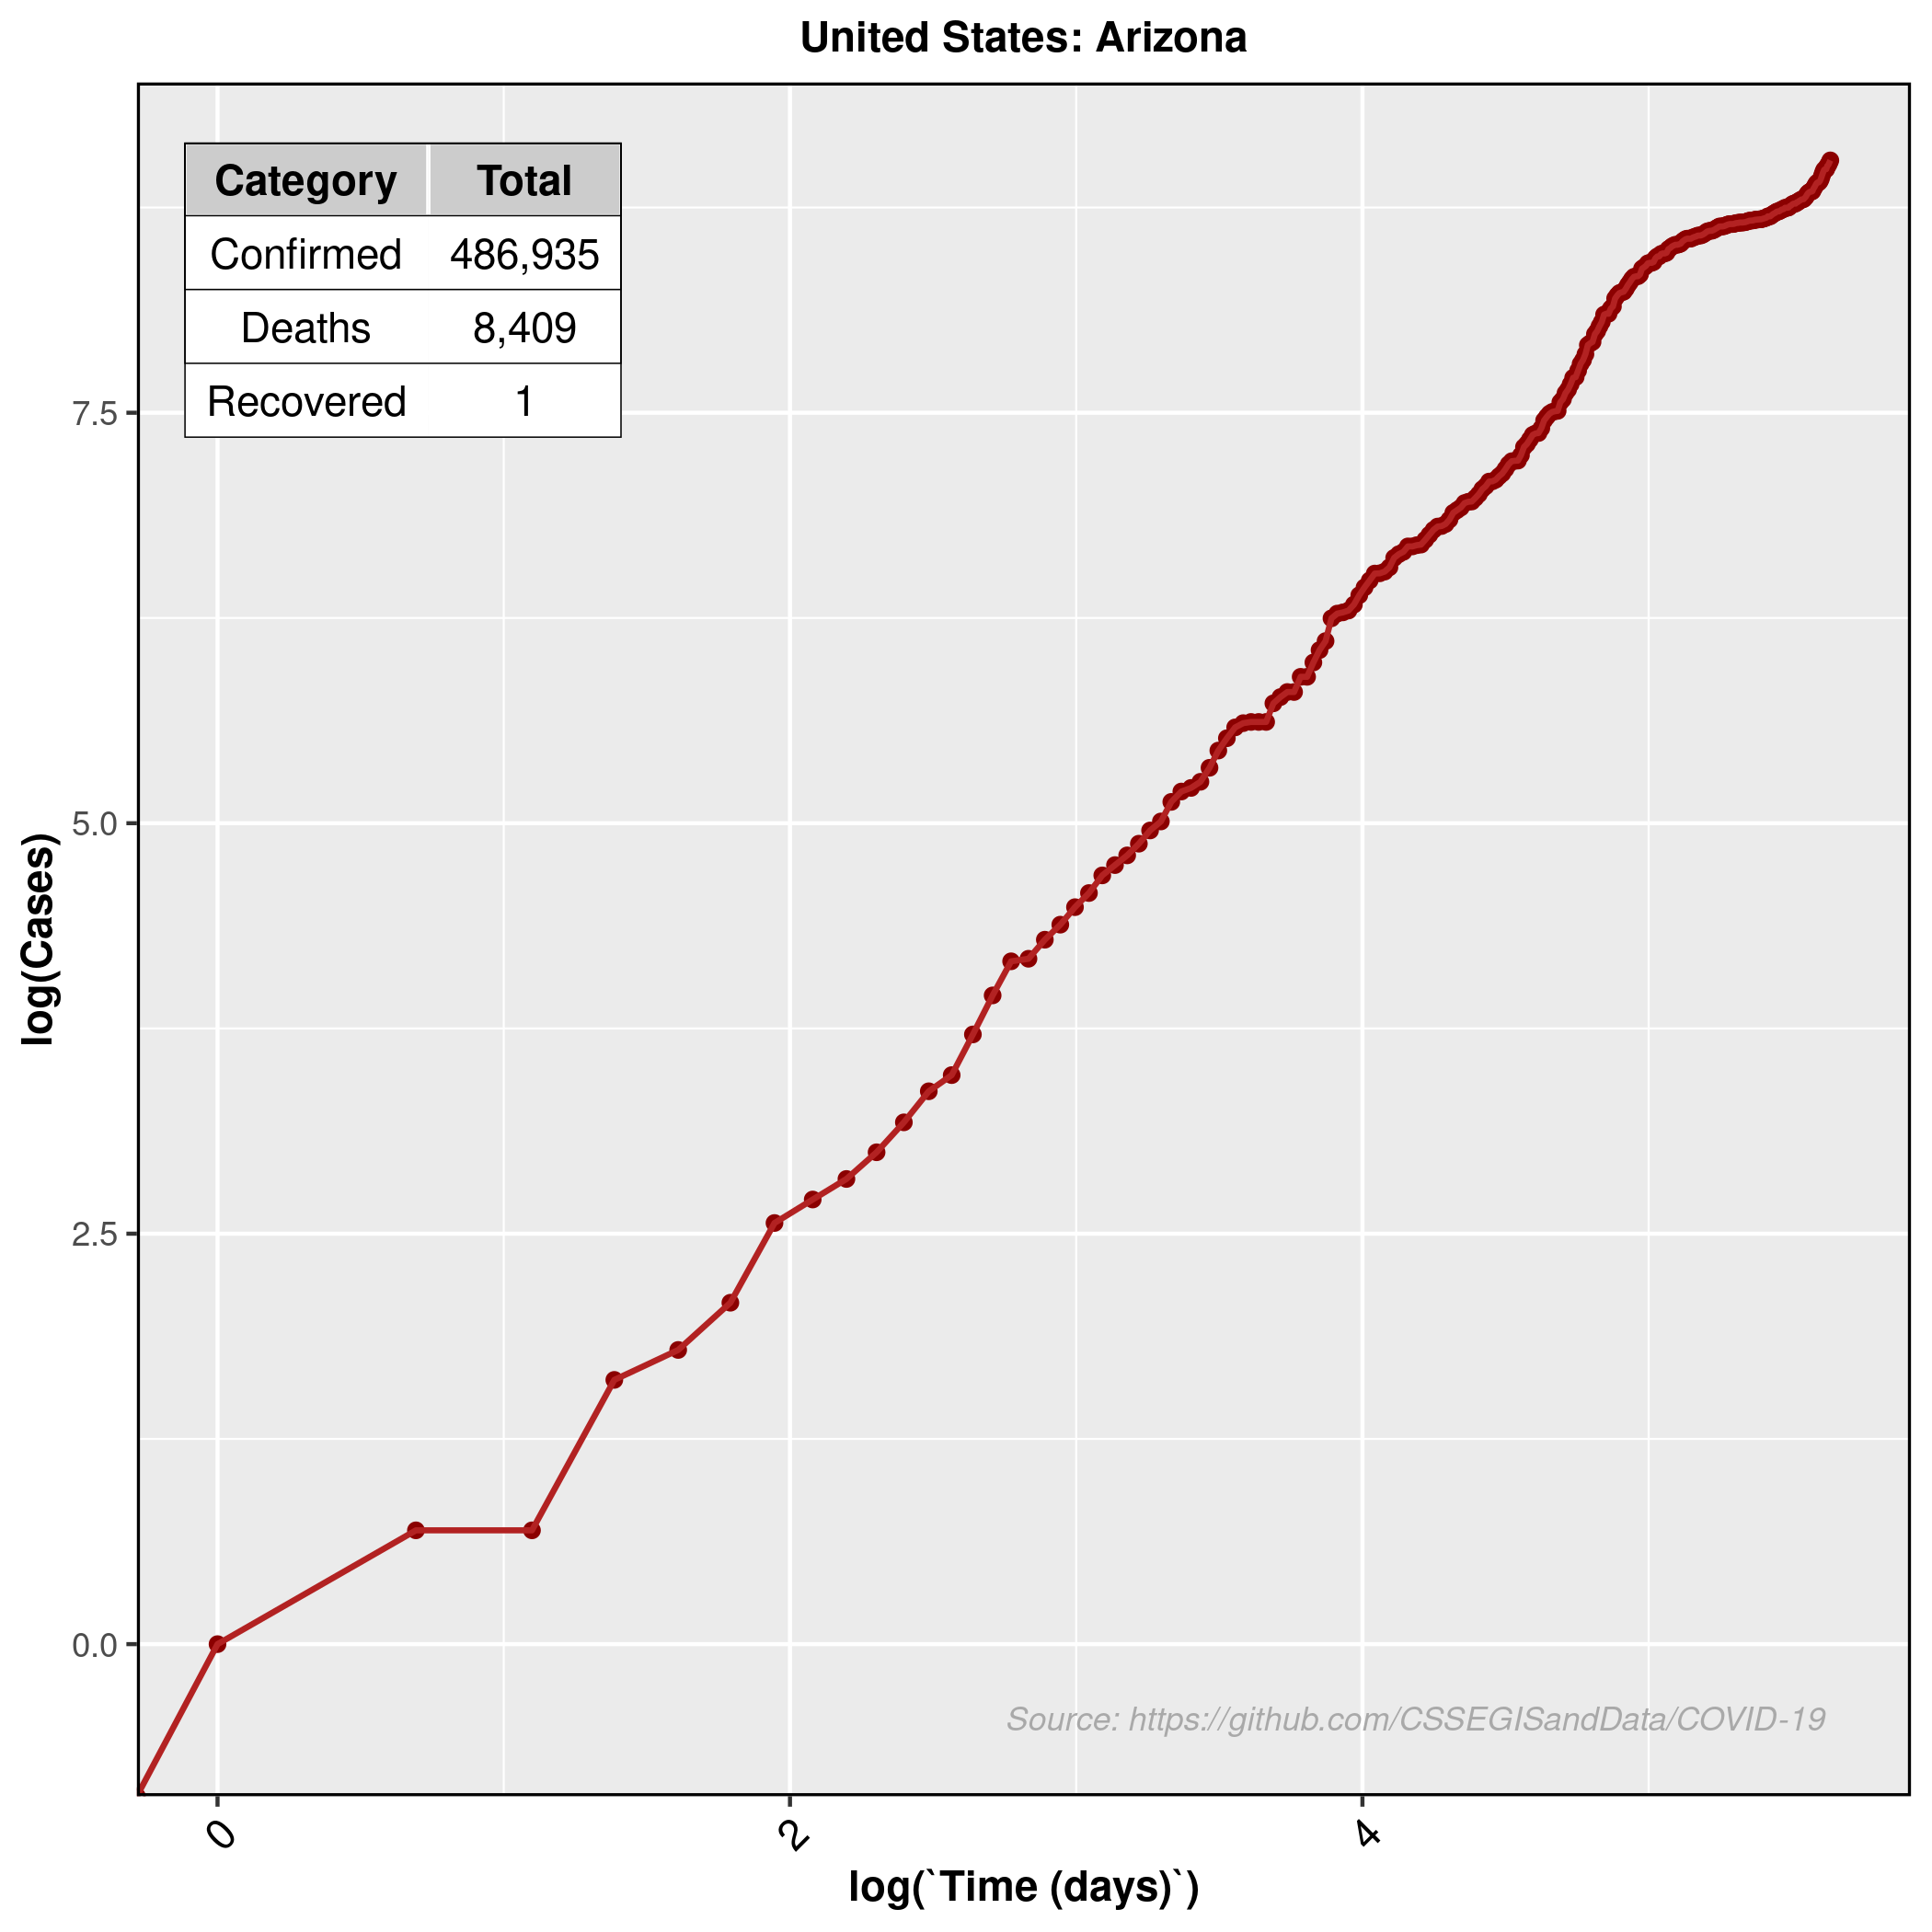 United States: Arizona
Category Total
Confirmed 486,935
Deaths 8,409
Recovered 1
7.5
5.0
2.5
0.0
log(Cases)
Source: https://github.com/CSSEGISandData/COVID-19
0 2 4
log(`Time (days)`)